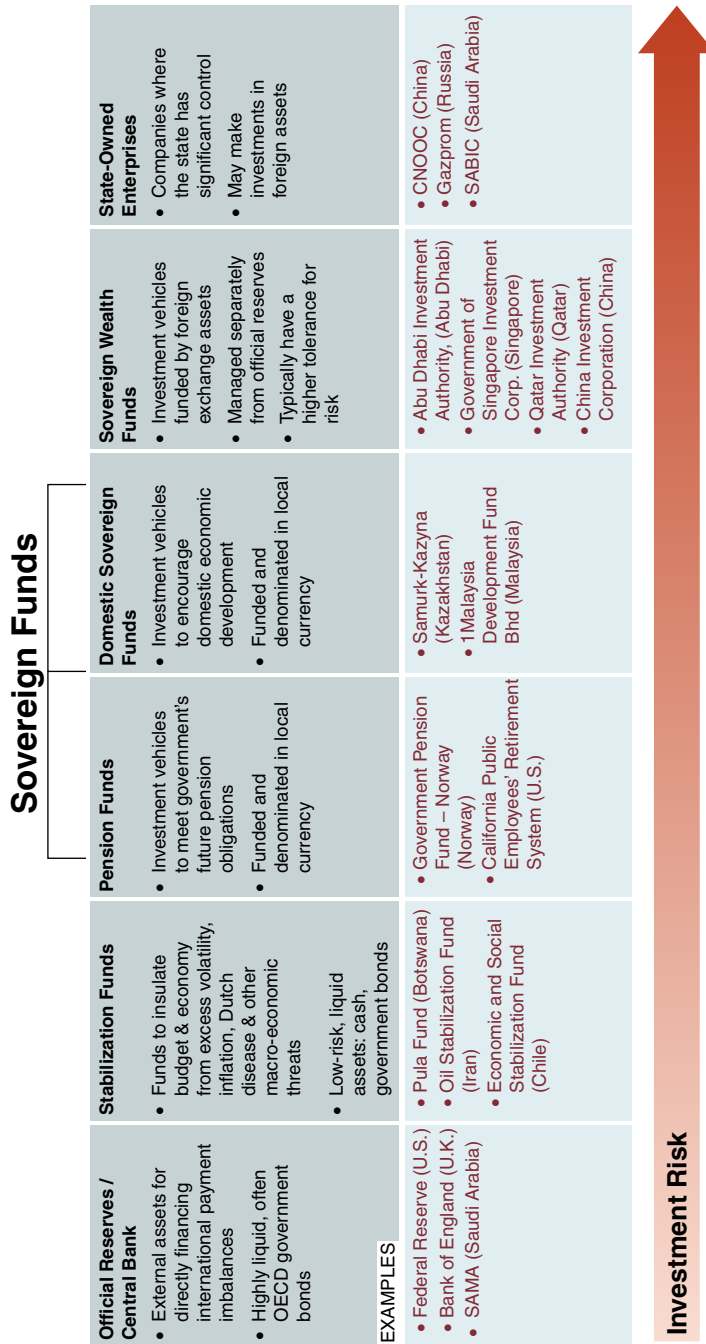 Sovereign Funds
Official Reserves /
Central Bank
• External assets for
directly financing
international payment
imbalances
• Highly liquid, often
OECD government
bonds
Stabilization Funds
• Funds to insulate
budget & economy
from excess volatility,
inflation, Dutch
disease & other
macro-economic
threats
• Low-risk, liquid
assets: cash,
government bonds
Pension Funds
• Investment vehicles
to meet government’s
future pension
obligations
• Funded and
denominated in local
currency
Domestic Sovereign
Funds
• Investment vehicles
to encourage
domestic economic
development
• Funded and
denominated in local
currency
Sovereign Wealth
Funds
• Investment vehicles
funded by foreign
exchange assets
• Managed separately
from official reserves
• Typically have a
higher tolerance for
risk
State-Owned
Enterprises
• Companies where
the state has
significant control
• May make
investments in
foreign assets
EXAMPLES
• Federal Reserve (U.S.)
• Bank of England (U.K.)
• SAMA (Saudi Arabia)
• Pula Fund (Botswana)
• Oil Stabilization Fund
(Iran)
• Economic and Social
Stabilization Fund
(Chile)
• Government Pension
Fund – Norway
(Norway)
• California Public
Employees’ Retirement
System (U.S.)
• Samurk-Kazyna
(Kazakhstan)
• 1Malaysia
Development Fund
Bhd (Malaysia)
• Abu Dhabi Investment
Authority, (Abu Dhabi)
• Government of
Singapore Investment
Corp. (Singapore)
• Qatar Investment
Authority (Qatar)
• China Investment
Corporation (China)
• CNOOC (China)
• Gazprom (Russia)
• SABIC (Saudi Arabia)
Investment Risk